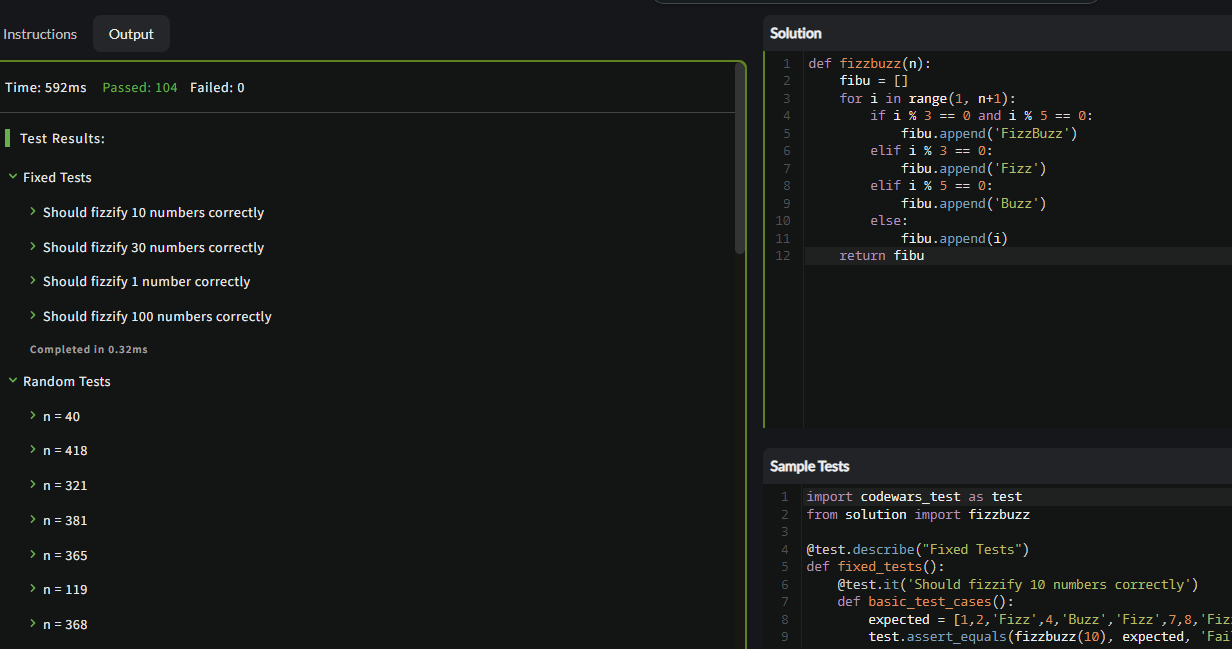 Instructions
Output
Time: 592ms Passed: 104 Failed: 0
Test Results:
Fixed Tests
Should fizzify 10 numbers correctly
Should fizzify 30 numbers correctly
Should fizzify 1 number correctly
Should fizzify 100 numbers correctly
Completed in 0.32ms
Random Tests
n = 40
n = 418
n = 321
n = 381
n = 365
n = 119
n = 368
Solution
1 def fizzbuzz(n):
2     fibu = []
3     for i in range(1, n+1):
4         if i % 3 == 0 and i % 5 == 0:
5             fibu.append('FizzBuzz')
6         elif i % 3 == 0:
7             fibu.append('Fizz')
8         elif i % 5 == 0:
9             fibu.append('Buzz')
10         else:
11             fibu.append(i)
12     return fibu
Sample Tests
1 import codewars_test as test
2 from solution import fizzbuzz
3
4 @test.describe("Fixed Tests")
5 def fixed_tests():
6     @test.it('Should fizzify 10 numbers correctly')
7     def basic_test_cases():
8         expected = [1,2,'Fizz',4,'Buzz','Fizz',7,8,'Fiz
9         test.assert_equals(fizzbuzz(10), expected, 'Fai